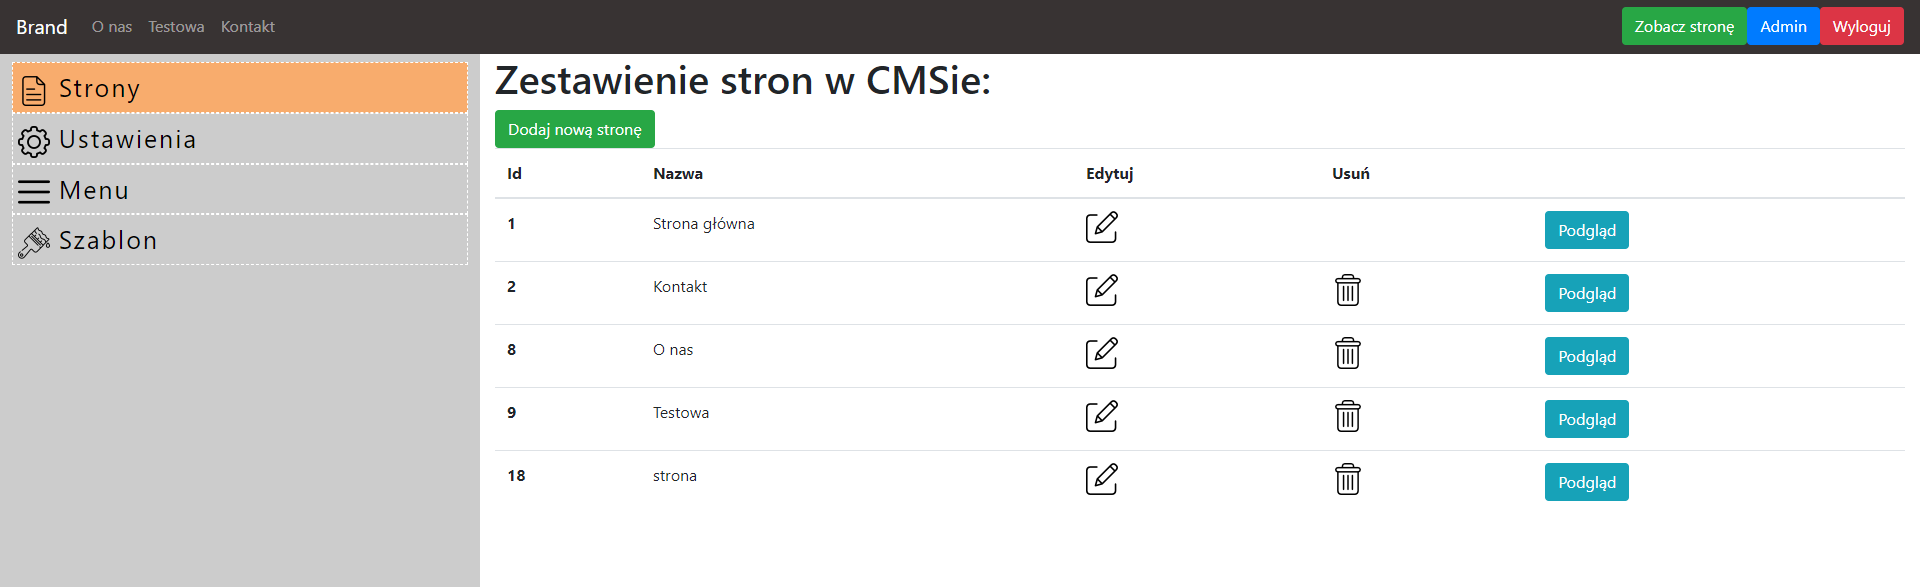 Brand O nas Testowa Kontakt Zobacz stronę Admin Wyloguj
Strony
Ustawienia
Menu
Szablon
Zestawienie stron w CMSie:
Dodaj nową stronę
Id Nazwa Edytuj Usuń
1 Strona główna Podgląd
2 Kontakt Podgląd
8 O nas Podgląd
9 Testowa Podgląd
18 strona Podgląd